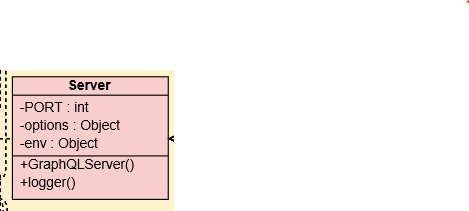 Server
-PORT : int
-options : Object
-env : Object
+GraphQLServer()
+logger()